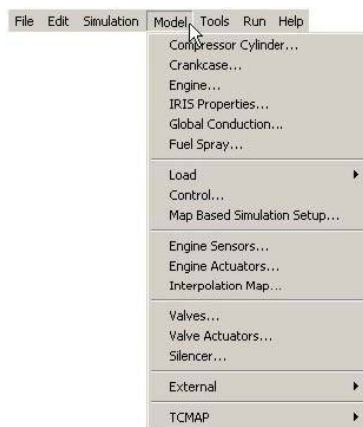 File Edit Simulation Model Tools Run Help
Compressor Cylinder...
Crankcase...
Engine...
IRIS Properties...
Global Conduction...
Fuel Spray...
Load
Control...
Map Based Simulation Setup...
Engine Sensors...
Engine Actuators...
Interpolation Map...
Valves...
Valve Actuators...
Silencer...
External
TCMAP